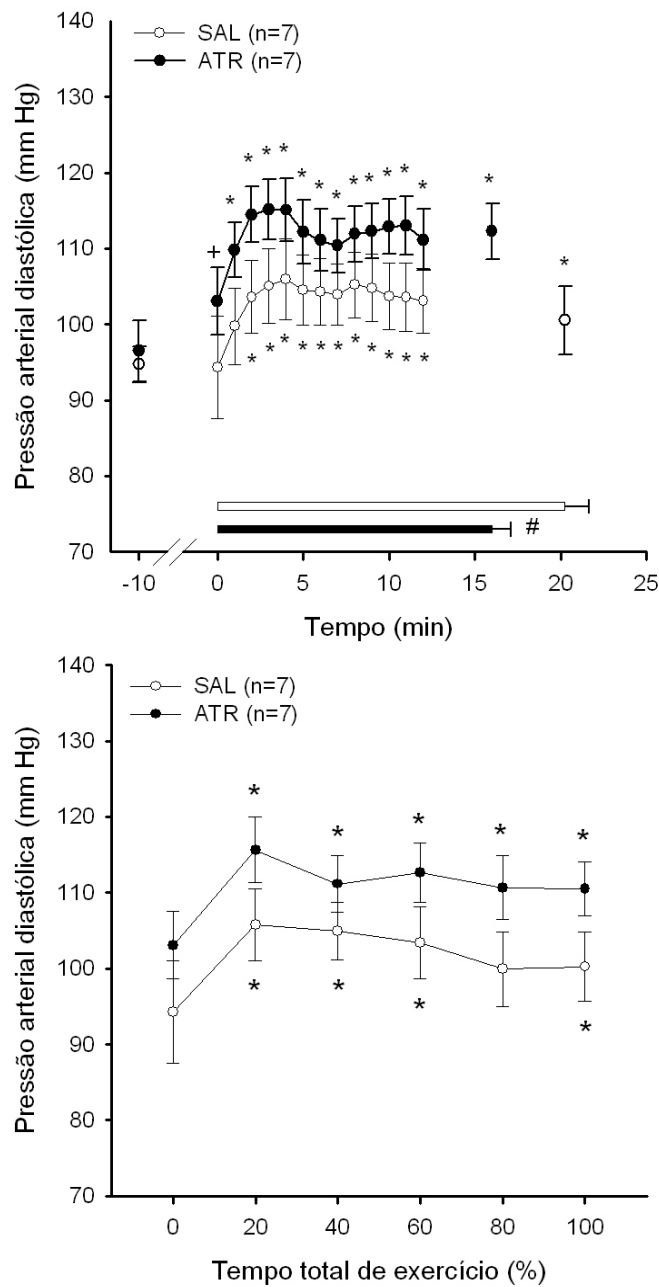 SAL (n=7)
ATR (n=7)
Pressão arterial diastólica (mm Hg)
140
130
120
110
100
90
80
70
* * * * * * * * * * * * * *
+
* * * * * * * * * * *
#
-10 0 5 10 15 20 25
Tempo (min)
SAL (n=7)
ATR (n=7)
Pressão arterial diastólica (mm Hg)
140
130
120
110
100
90
80
70
* * * * *
* * * *
0 20 40 60 80 100
Tempo total de exercício (%)